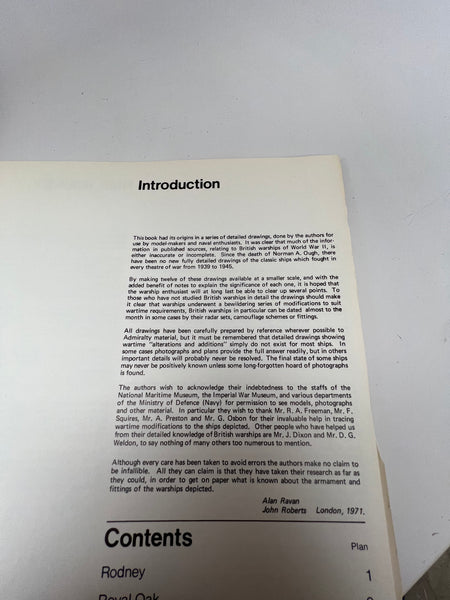 Introduction
This book had its origins in a series of detailed drawings, done by the authors for
use by model-makers and naval enthusiasts. It was clear that much of the infor-
mation in published sources, relating to British warships of World War II, is
either inaccurate or incomplete. Since the death of Norman A. Ough, there
have been no new fully detailed drawings of the classic ships which fought in
every theatre of war from 1939 to 1945.
By making twelve of these drawings available at a smaller scale, and with the
added benefit of notes to explain the significance of each one, it is hoped that
the warship enthusiast will at long last be able to clear up several points. To
those who have not studied British warships in detail the drawings should make
it clear that warships underwent a bewildering series of modifications to suit
wartime requirements, British warships in particular can be dated almost to the
month in some cases by their radar sets, camouflage schemes or fittings.
All drawings have been carefully prepared by reference wherever possible to
Admiralty material, but it must be remembered that detailed drawings showing
wartime "alterations and additions" simply do not exist for most ships. In
some cases photographs and plans provide the full answer readily, but in others
important details will probably never be resolved. The final state of some ships
may never be positively known unless some long-forgotten hoard of photographs
is found.
The authors wish to acknowledge their indebtedness to the staffs of the
National Maritime Museum, the Imperial War Museum, and various departments
of the Ministry of Defence (Navy) for permission to see models, photographs
and other material. In particular they wish to thank Mr. R. A. Freeman, Mr. F.
Squires, Mr. A. Preston and Mr. G. Osbon for their invaluable help in tracing
wartime modifications to the ships depicted. Other people who have helped us
from their detailed knowledge of British warships are Mr. J. Dixon and Mr. D. G.
Weldon, to say nothing of many others too numerous to mention.
Although every care has been taken to avoid errors the authors make no claim to
be infallible. All they can claim is that they have taken their research as far as
they could, in order to get on paper what is known about the armament and
fittings of the warships depicted.
Alan Ravan
John Roberts London, 1971.
Contents
Plan
Rodney 1
Royal Oak